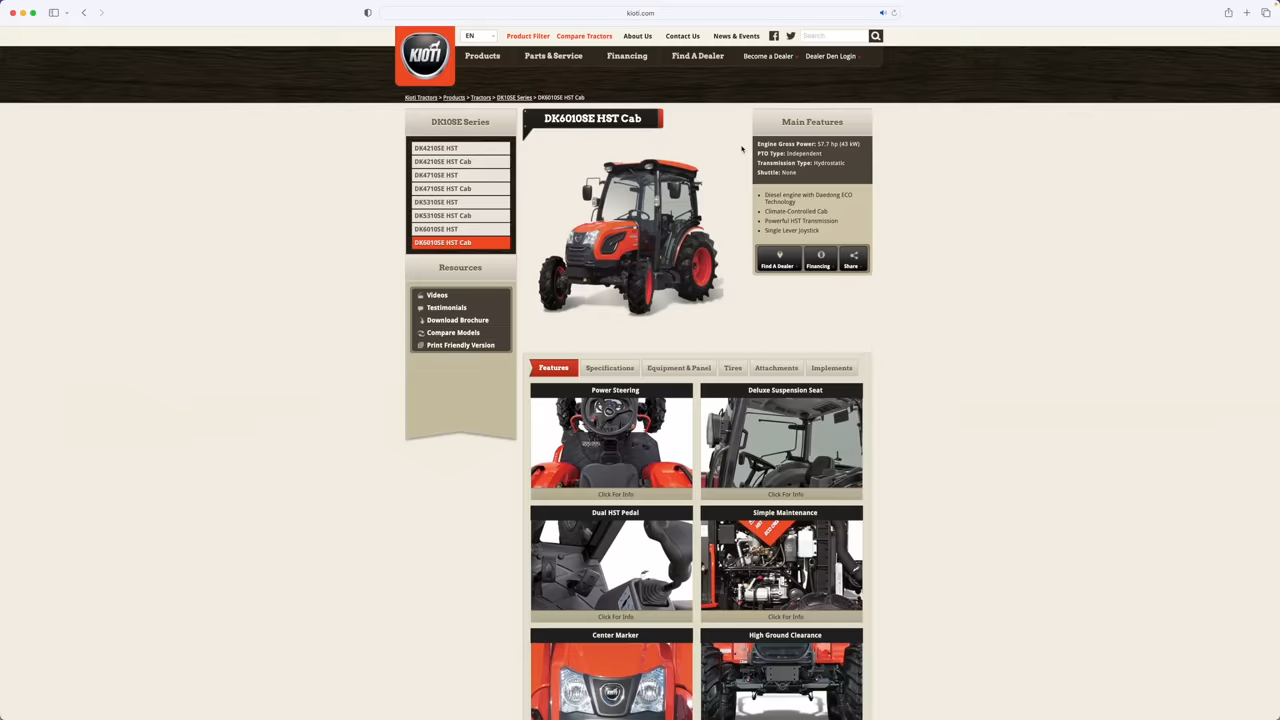 kioti.com
EN
Product Filter
Compare Tractors
About Us
Contact Us
News & Events
Search
KIOTI
Products
Parts & Service
Financing
Find A Dealer
Become a Dealer
Dealer Den Login
Kioti Tractors > Products > Tractors > DK10SE Series > DK6010SE HST Cab
DK10SE Series
DK4210SE HST
DK4210SE HST Cab
DK4710SE HST
DK4710SE HST Cab
DK5310SE HST
DK5310SE HST Cab
DK6010SE HST
DK6010SE HST Cab
Resources
Videos
Testimonials
Download Brochure
Compare Models
Print Friendly Version
DK6010SE HST Cab
Main Features
Engine Gross Power: 57.7 hp (43 kW)
PTO Type: Independent
Transmission Type: Hydrostatic
Shuttle: None
Diesel engine with Daedong ECO
Technology
Climate-Controlled Cab
Powerful HST Transmission
Single Lever Joystick
Find A Dealer
Financing
Share
Features
Specifications
Equipment & Panel
Tires
Attachments
Implements
Power Steering
Click For Info
Deluxe Suspension Seat
Click For Info
Dual HST Pedal
Click For Info
Simple Maintenance
Click For Info
Center Marker
High Ground Clearance